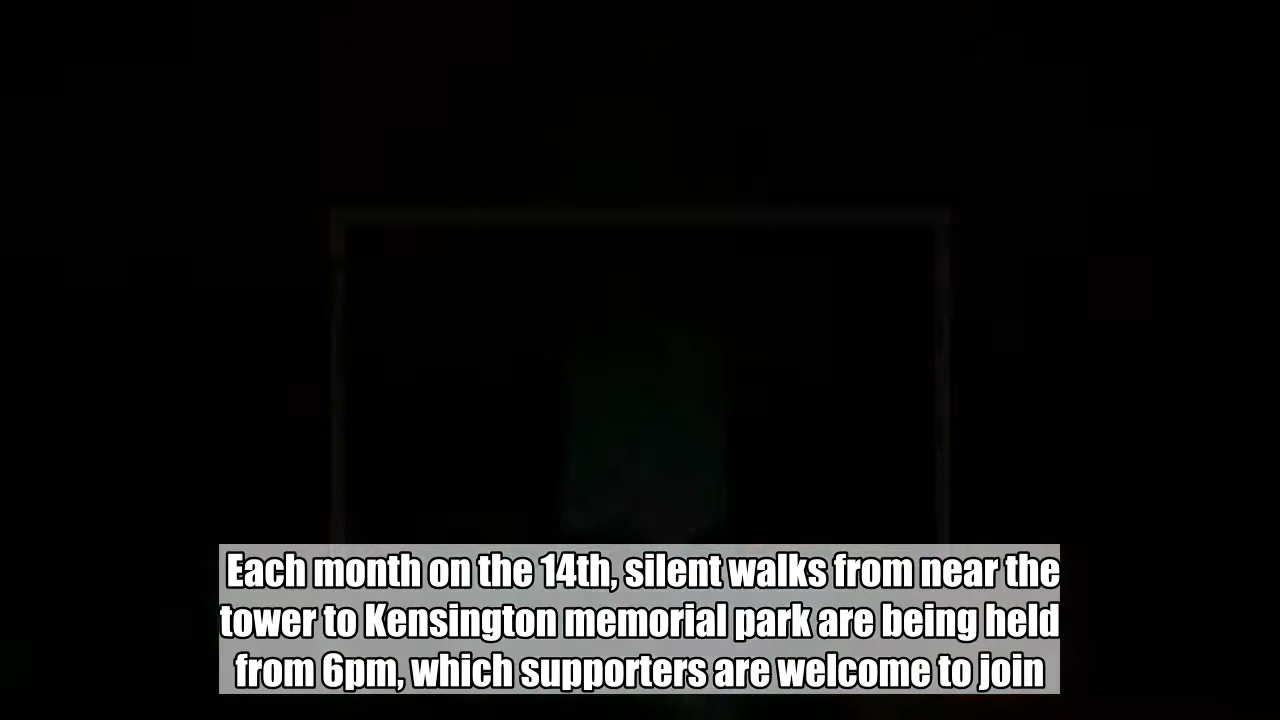 Each month on the 14th, silent walks from near the
tower to Kensington memorial park are being held
from 6pm, which supporters are welcome to join